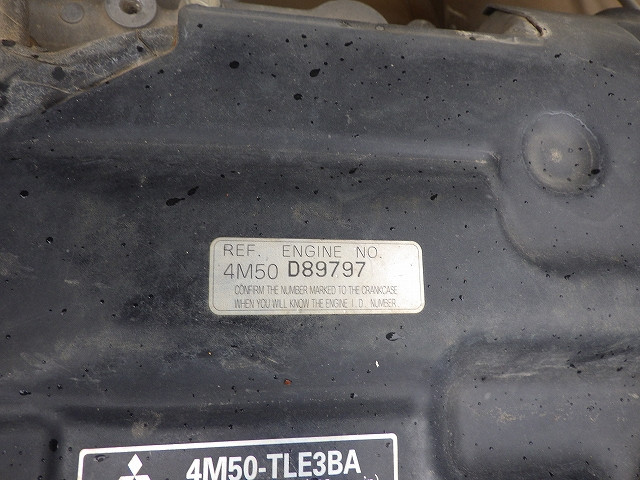 REF. ENGINE NO.
4M50 D89797
CONFIRM THE NUMBER MARKED TO THE CRANKCASE
WHEN YOU WILL KNOW THE ENGINE I.D. NUMBER
4M50-TLE3BA